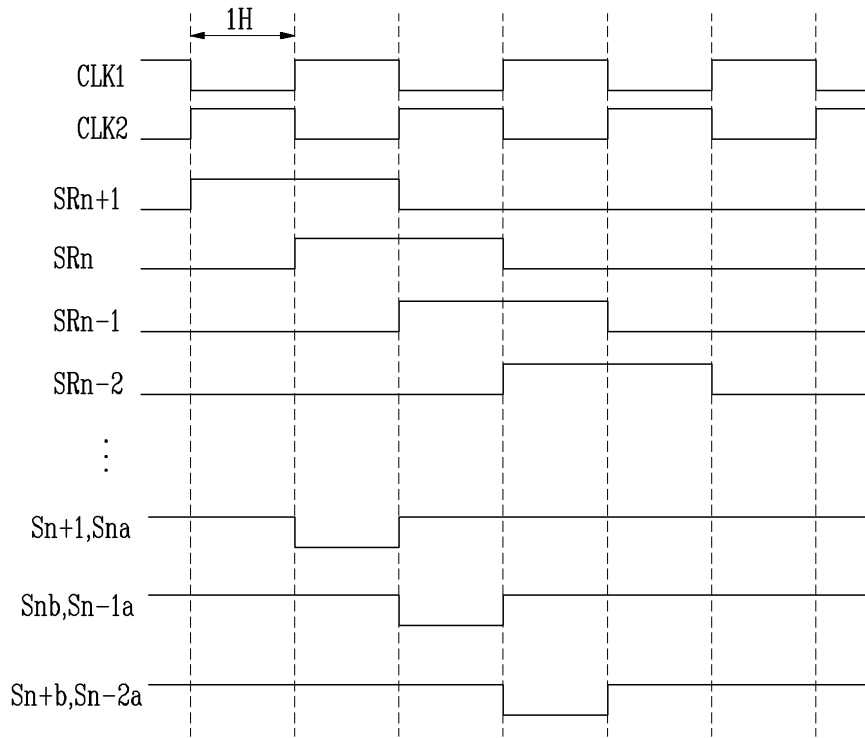 1H
CLK1
CLK2
SRn+1
SRn
SRn-1
SRn-2
Sn+1,Sna
Snb,Sn-1a
Sn+b,Sn-2a